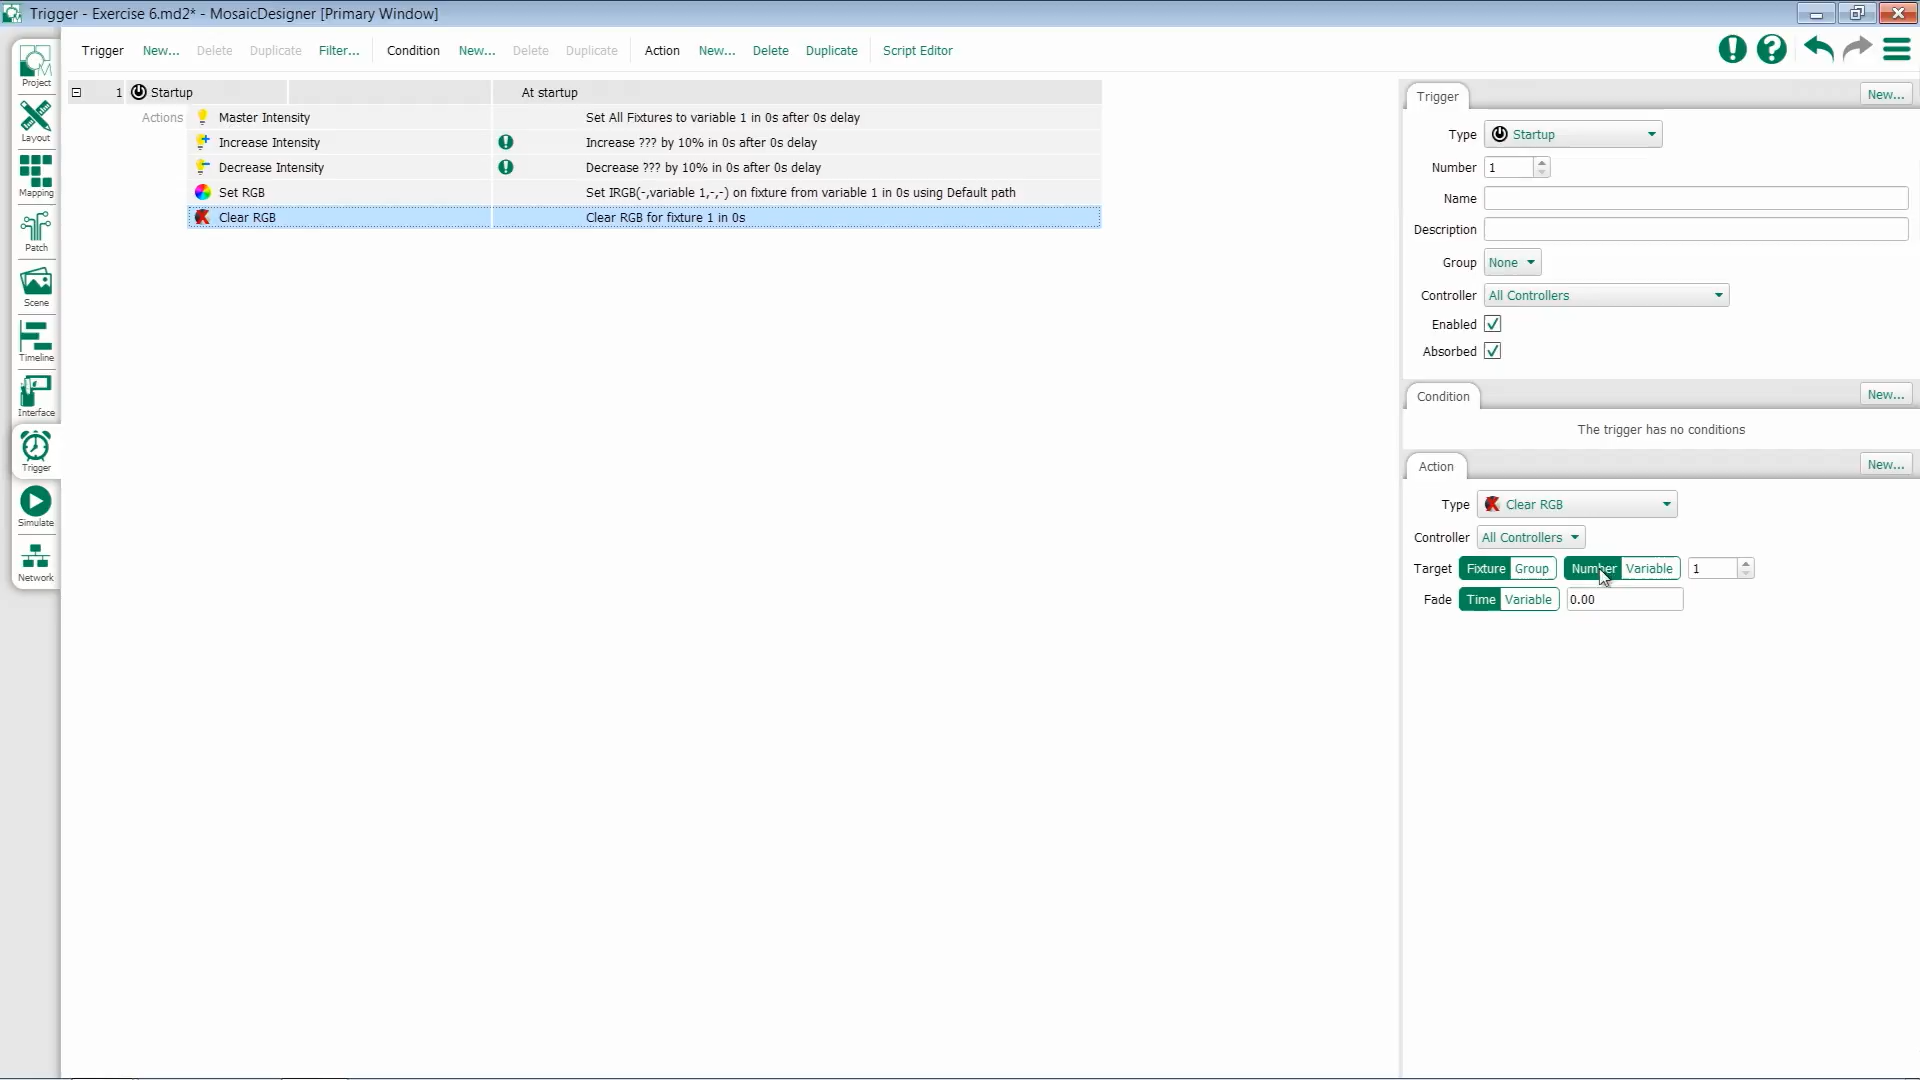 Trigger - Exercise 6.md2* - MosaicDesigner [Primary Window]
Trigger New... Delete Duplicate Filter... Condition New... Delete Duplicate Action New... Delete Duplicate Script Editor
Project
Layout
Mapping
Patch
Scene
Timeline
Interface
Trigger
Simulate
Network
1 Startup At startup
Actions Master Intensity Set All Fixtures to variable 1 in 0s after 0s delay
Increase Intensity Increase ??? by 10% in 0s after 0s delay
Decrease Intensity Decrease ??? by 10% in 0s after 0s delay
Set RGB Set IRGB(-,variable 1,-,-) on fixture from variable 1 in 0s using Default path
Clear RGB Clear RGB for fixture 1 in 0s
Trigger New...
Type Startup
Number 1
Name
Description
Group None
Controller All Controllers
Enabled
Absorbed
Condition New...
The trigger has no conditions
Action New...
Type Clear RGB
Controller All Controllers
Target Fixture Group Number Variable 1
Fade Time Variable 0.00